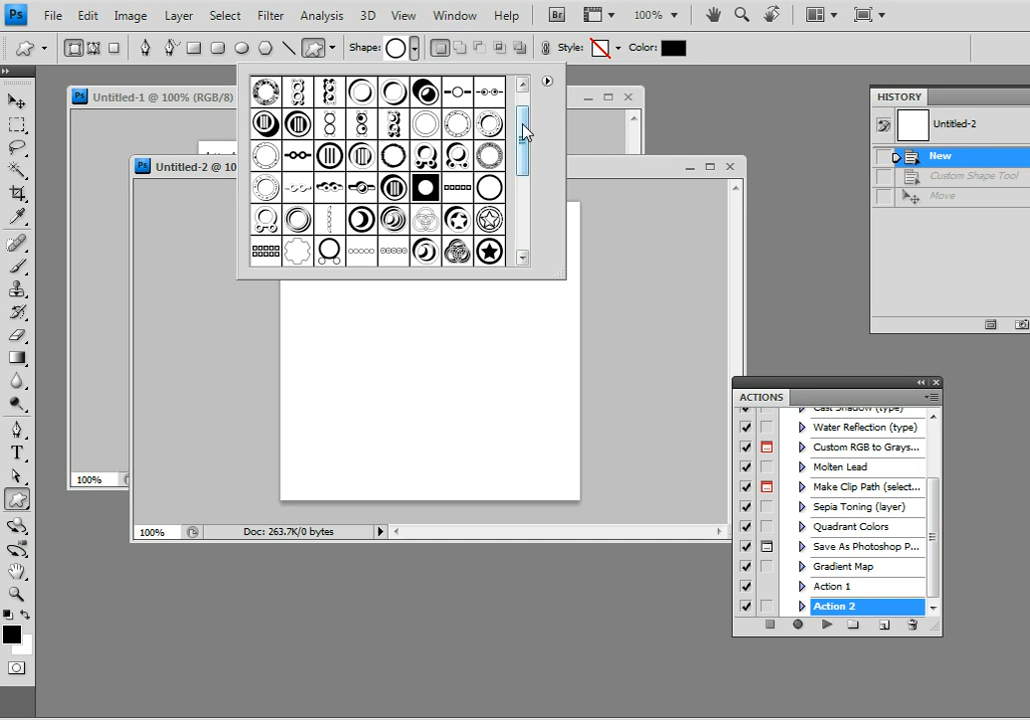 Ps File Edit Image Layer Select Filter Analysis 3D View Window Help Br 100%
Shape: Style: Color:
Untitled-1 @ 100% (RGB/8)
Untitled-2 @ 10
100%
100% Doc: 263.7K/0 bytes
HISTORY
Untitled-2
New
Custom Shape Tool
Move
ACTIONS
Cast Shadow (type)
Water Reflection (type)
Custom RGB to Grays...
Molten Lead
Make Clip Path (select...
Sepia Toning (layer)
Quadrant Colors
Save As Photoshop P...
Gradient Map
Action 1
Action 2